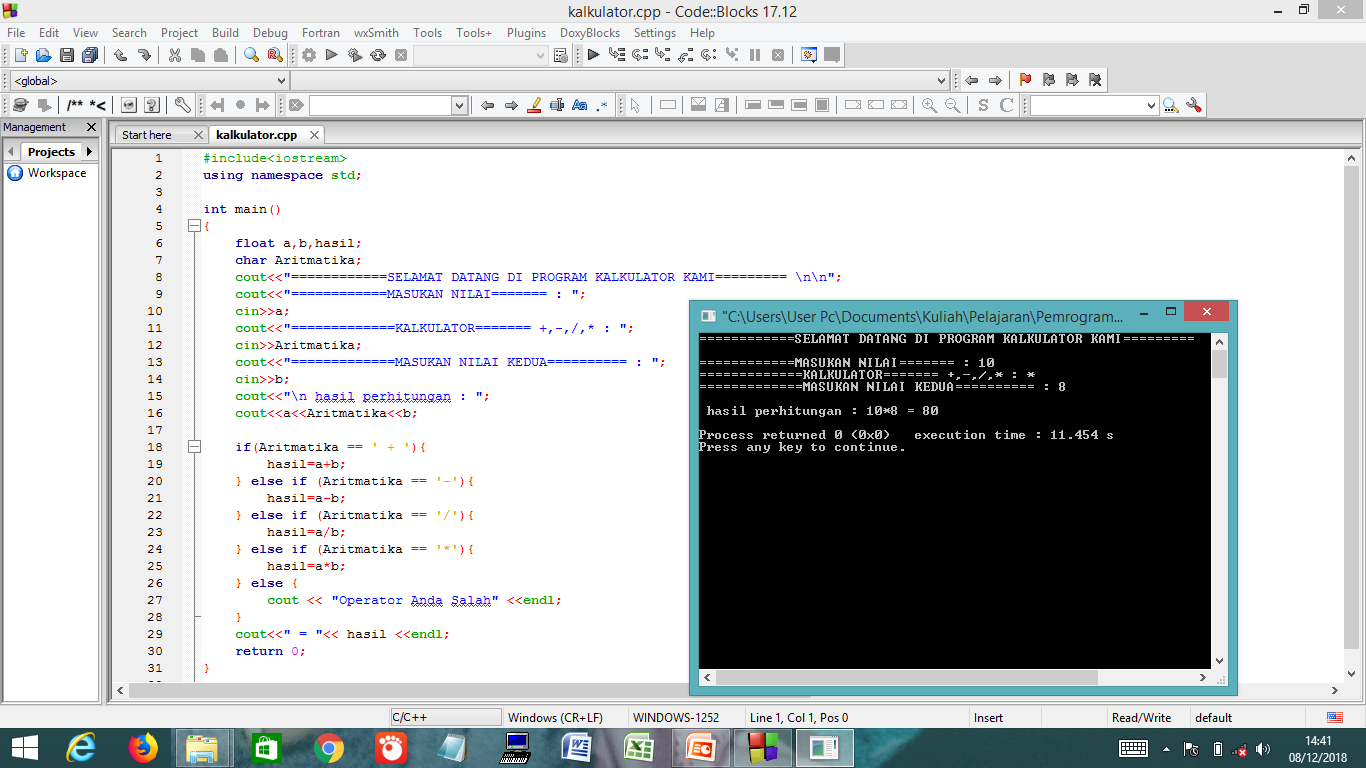 kalkulator.cpp - Code::Blocks 17.12
File Edit View Search Project Build Debug Fortran wxSmith Tools Tools+ Plugins DoxyBlocks Settings Help
<global>
/** *<
Management
Start here
kalkulator.cpp
Projects
Workspace
1 #include<iostream>
2 using namespace std;
3
4 int main()
5 {
6 float a,b,hasil;
7 char Aritmatika;
8 cout<<"============SELAMAT DATANG DI PROGRAM KALKULATOR KAMI========= \n\n";
9 cout<<"============MASUKAN NILAI======= : ";
10 cin>>a;
11 cout<<"=============KALKULATOR======= +,-,/,* : ";
12 cin>>Aritmatika;
13 cout<<"=============MASUKAN NILAI KEDUA========== : ";
14 cin>>b;
15 cout<<"\n hasil perhitungan : ";
16 cout<<a<<Aritmatika<<b;
17
18 if(Aritmatika == ' + '){
19 hasil=a+b;
20 } else if (Aritmatika == '-'){
21 hasil=a-b;
22 } else if (Aritmatika == '/'){
23 hasil=a/b;
24 } else if (Aritmatika == '*'){
25 hasil=a*b;
26 } else {
27 cout << "Operator Anda Salah" <<endl;
28 }
29 cout<<" = "<< hasil <<endl;
30 return 0;
31 }
"C:\Users\User Pc\Documents\Kuliah\Pelajaran\Pemrogram...
============SELAMAT DATANG DI PROGRAM KALKULATOR KAMI=========
============MASUKAN NILAI======= : 10
=============KALKULATOR======= +,-,/,* : *
=============MASUKAN NILAI KEDUA========== : 8
hasil perhitungan : 10*8 = 80
Process returned 0 (0x0) execution time : 11.454 s
Press any key to continue.
C/C++ Windows (CR+LF) WINDOWS-1252 Line 1, Col 1, Pos 0 Insert Read/Write default
14:41
08/12/2018